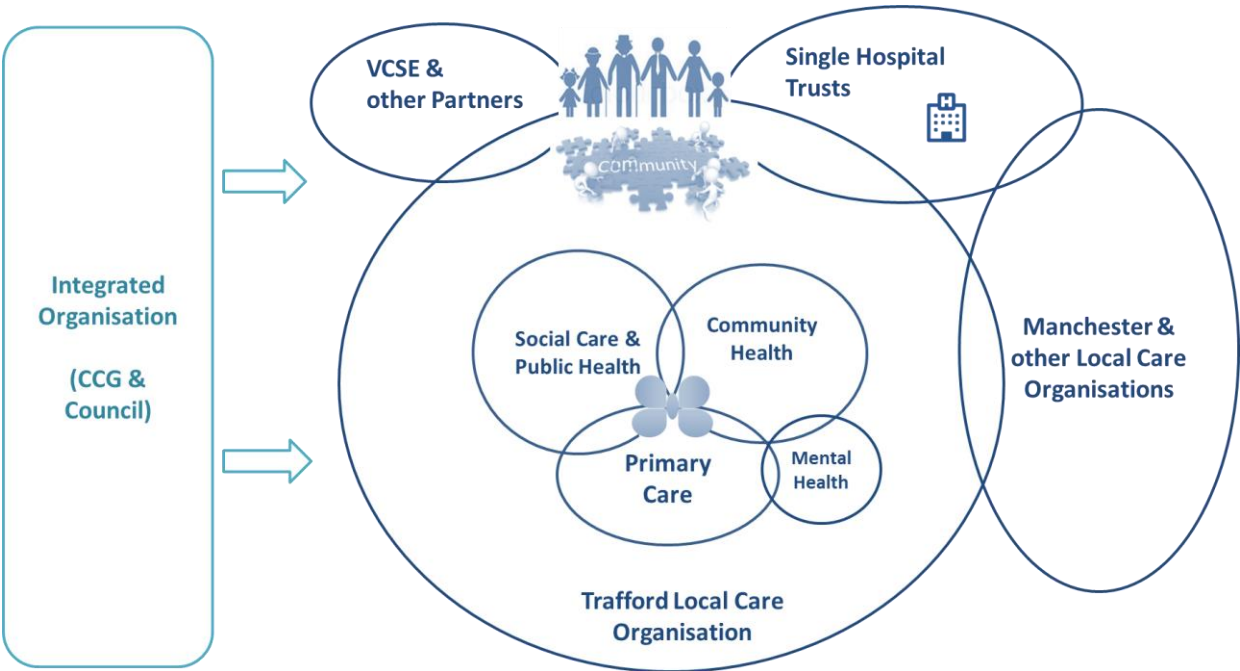 VCSE &
other Partners
Single Hospital
Trusts
H
community
Integrated
Organisation
(CCG &
Council)
Social Care &
Public Health
Community
Health
Manchester &
other Local Care
Organisations
Primary
Care
Mental
Health
Trafford Local Care
Organisation